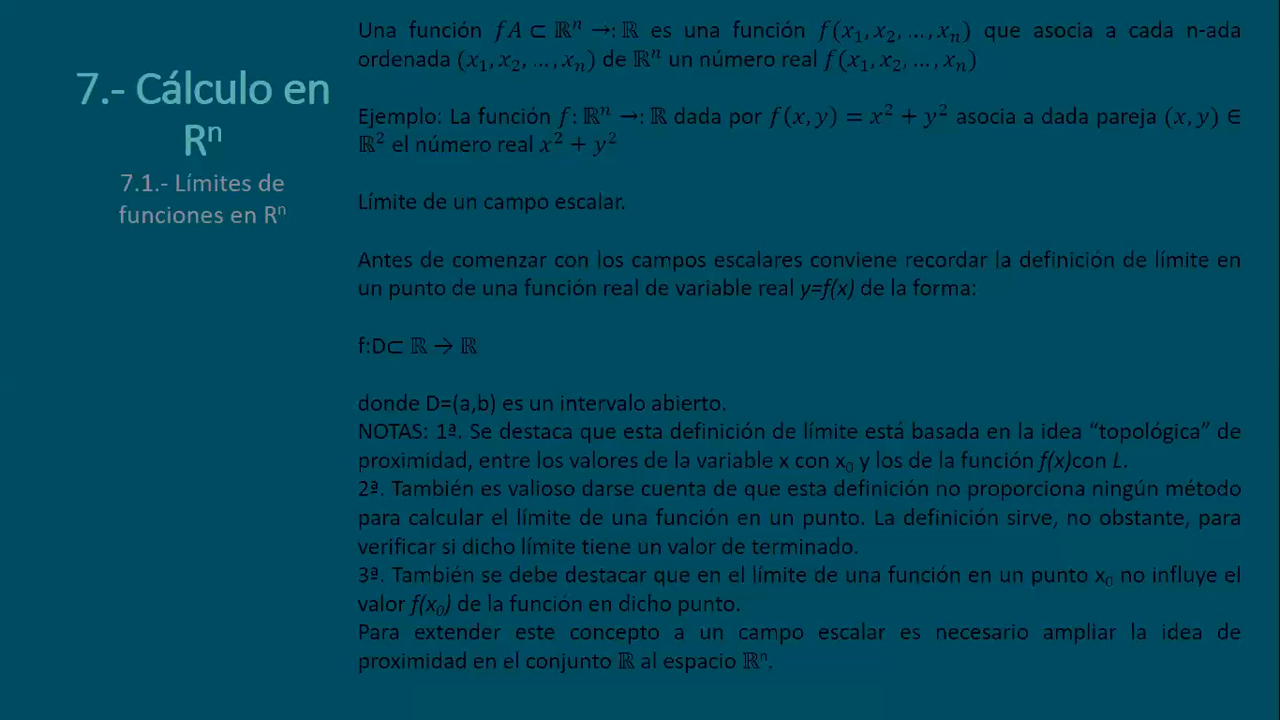 7.- Cálculo en
Rⁿ
7.1.- Límites de
funciones en Rⁿ
Una función 𝑓𝐴 ⊂ ℝⁿ →: ℝ es una función 𝑓(𝑥₁, 𝑥₂, … , 𝑥ₙ) que asocia a cada n-ada
ordenada (𝑥₁, 𝑥₂, … , 𝑥ₙ) de ℝⁿ un número real 𝑓(𝑥₁, 𝑥₂, … , 𝑥ₙ)
Ejemplo: La función 𝑓: ℝⁿ →: ℝ dada por 𝑓(𝑥, 𝑦) = 𝑥² + 𝑦² asocia a dada pareja (𝑥, 𝑦) ∈
ℝ² el número real 𝑥² + 𝑦²
Límite de un campo escalar.
Antes de comenzar con los campos escalares conviene recordar la definición de límite en
un punto de una función real de variable real y=f(x) de la forma:
f:D⊂ ℝ → ℝ
donde D=(a,b) es un intervalo abierto.
NOTAS: 1ª. Se destaca que esta definición de límite está basada en la idea “topológica” de
proximidad, entre los valores de la variable x con x₀ y los de la función f(x)con L.
2ª. También es valioso darse cuenta de que esta definición no proporciona ningún método
para calcular el límite de una función en un punto. La definición sirve, no obstante, para
verificar si dicho límite tiene un valor de terminado.
3ª. También se debe destacar que en el límite de una función en un punto x₀ no influye el
valor f(x₀) de la función en dicho punto.
Para extender este concepto a un campo escalar es necesario ampliar la idea de
proximidad en el conjunto ℝ al espacio ℝⁿ.